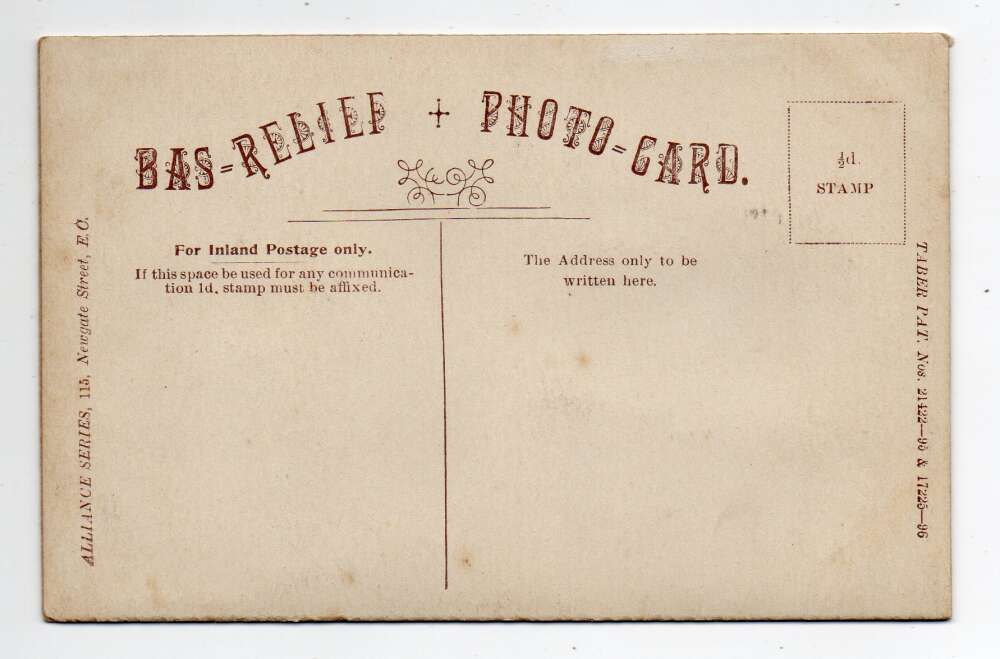 BAS=RELIEF + PHOTO=CARD.
½d.
STAMP
For Inland Postage only.
If this space be used for any communica-
tion 1d. stamp must be affixed.
The Address only to be
written here.
ALLIANCE SERIES, 115, Newgate Street, E.C.
TABER PAT. Nos. 21422—95 & 17225—96